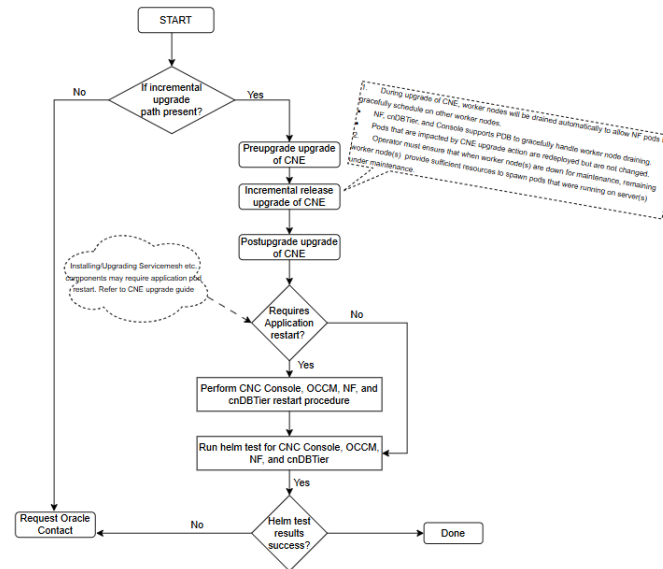 START
If incremental
upgrade
path present?
No
Yes
1. During upgrade of CNE, worker nodes will be drained automatically to allow NF pods
gracefully schedule on other worker nodes.
• NF, cnDBTier, and Console supports PDB to gracefully handle worker node draining.
• Pods that are impacted by CNE upgrade action are redeployed but are not changed.
2. Operator must ensure that when worker node(s) are down for maintenance, remaining
worker node(s) provide sufficient resources to spawn pods that were running on server(s)
under maintenance.
Preupgrade upgrade
of CNE
Incremental release
upgrade of CNE
Postupgrade upgrade
of CNE
Installing/Upgrading Servicemesh etc.
components may require application pod
restart. Refer to CNE upgrade guide
Requires
Application
restart?
No
Yes
Perform CNC Console, OCCM, NF, and
cnDBTier restart procedure
Run helm test for CNC Console, OCCM,
NF, and cnDBTier
Yes
Request Oracle
Contact
No
Helm test
results
success?
Done